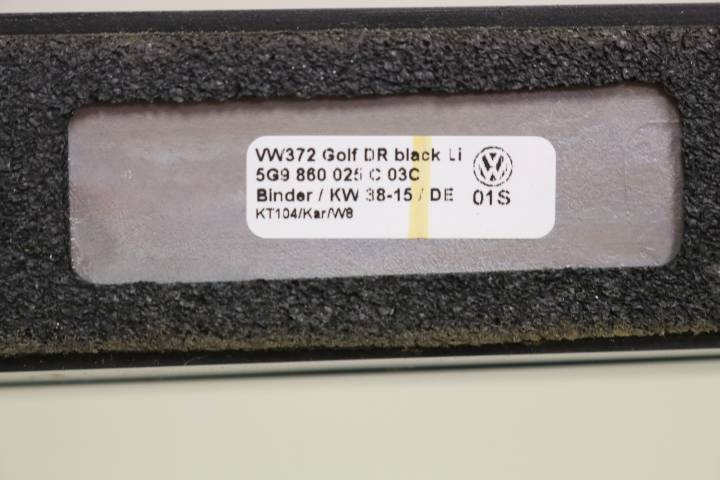 VW372 Golf DR black Li
5G9 860 025 C 03C
Binder / KW 38-15 / DE 01S
KT104/Kar/W8